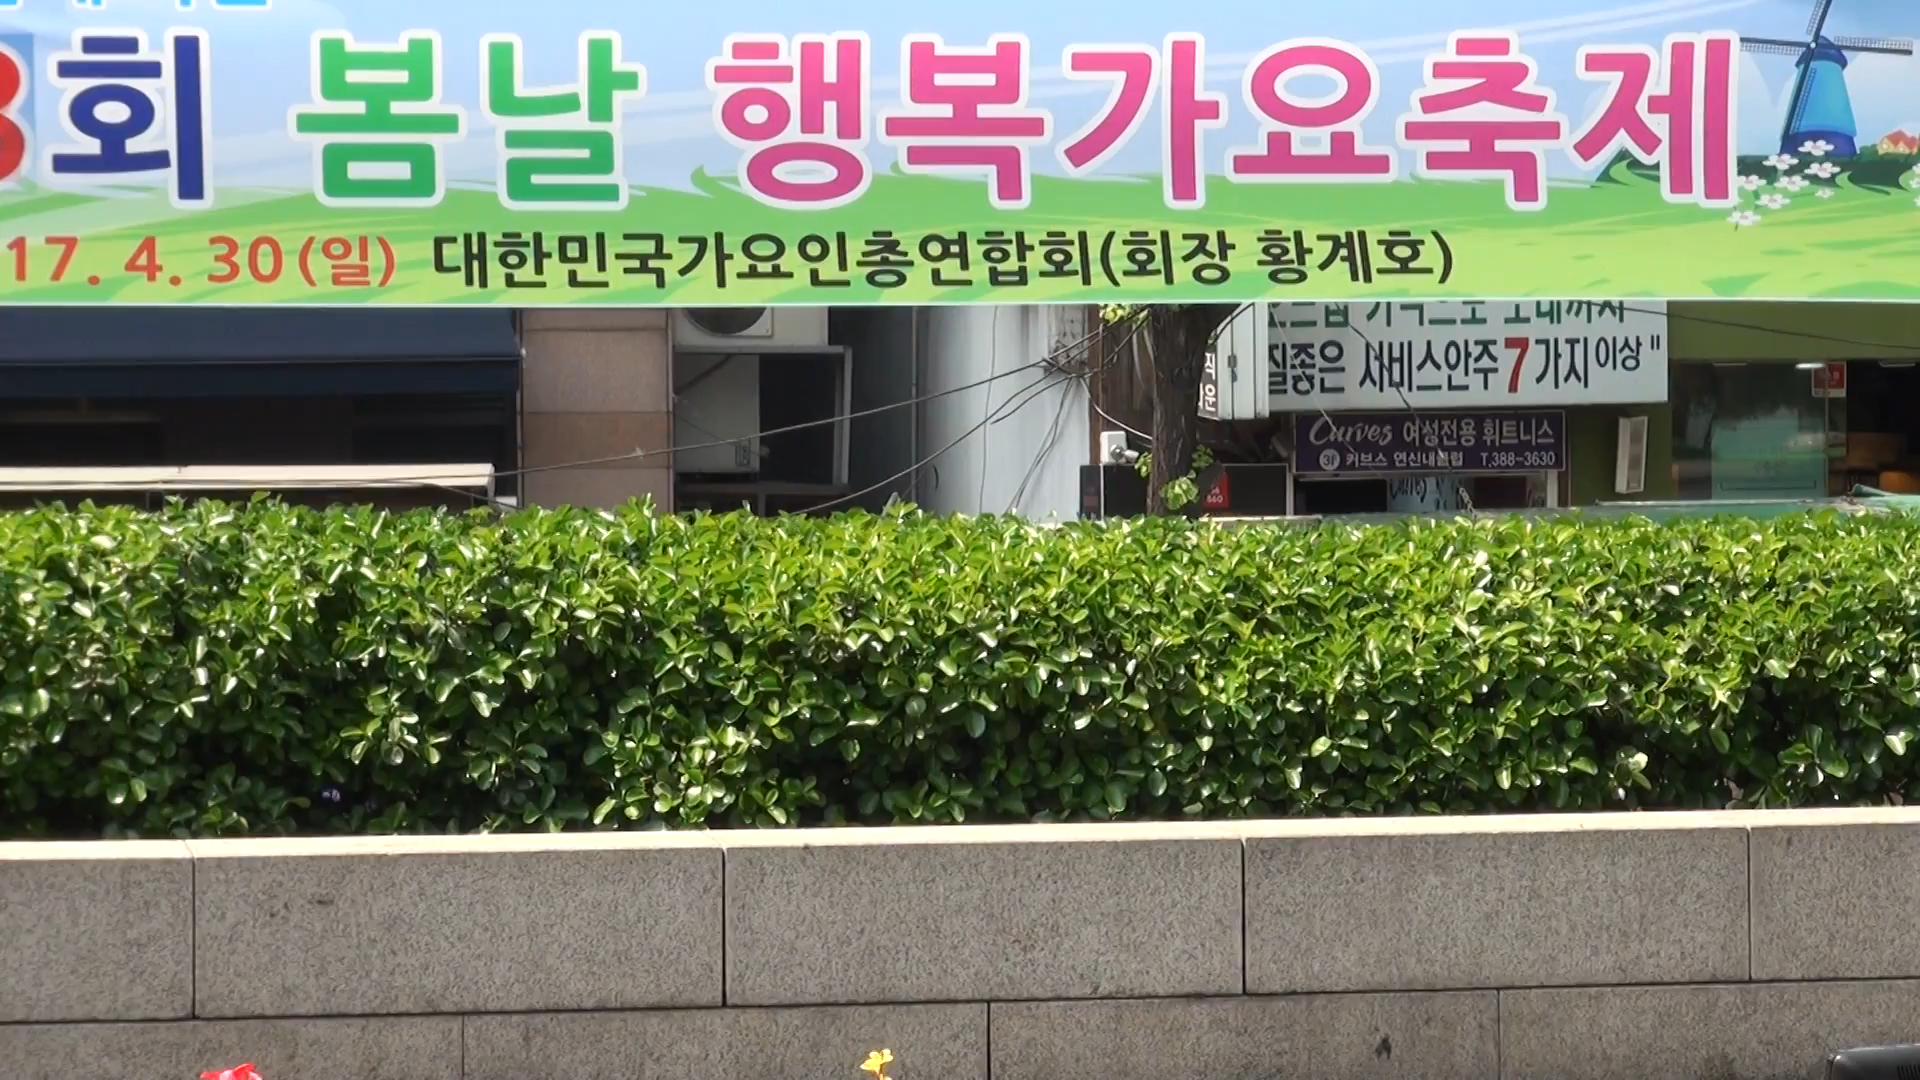 회 봄날 행복가요축제
17. 4. 30 (일) 대한민국가요인총연합회(회장 황계호)
질좋은 서비스안주 7가지이상"
Curves 여성전용 휘트니스
3F 커브스 연신내클럽 T.388-3630